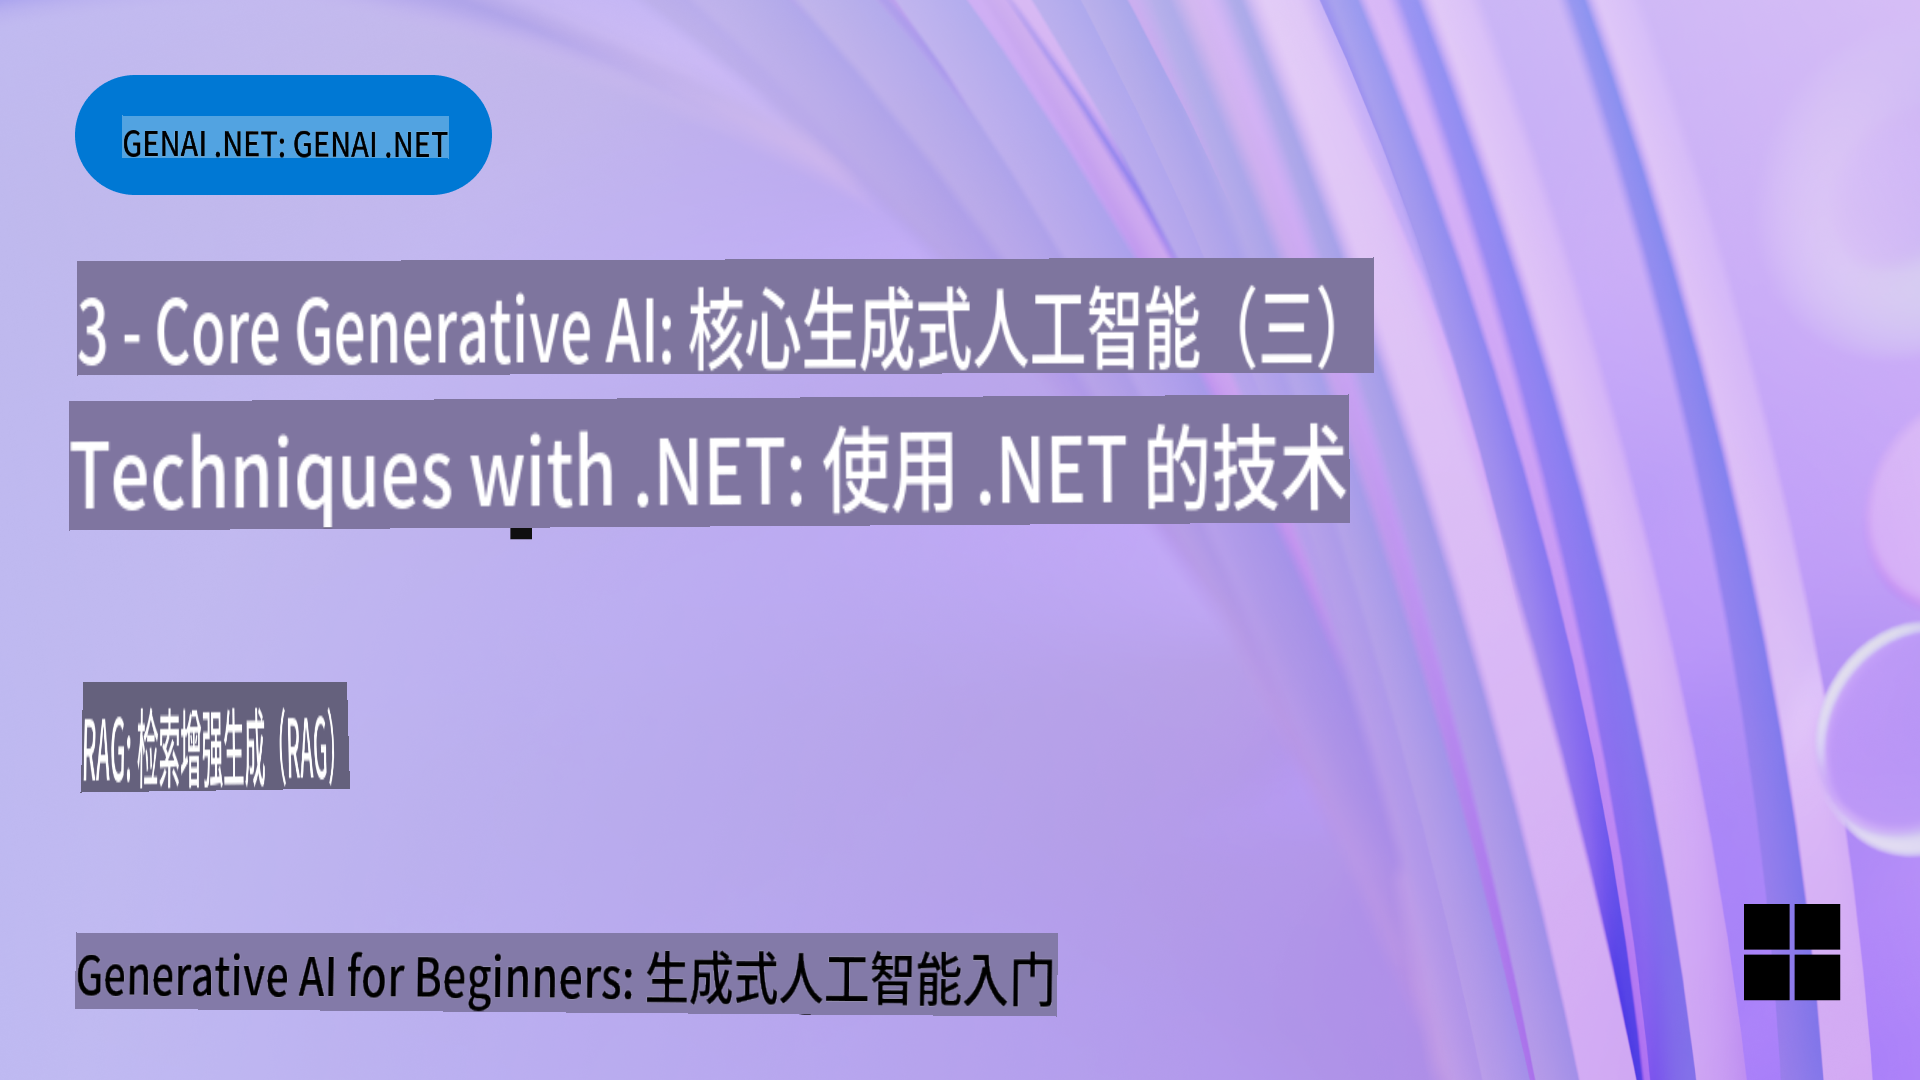 GENAI .NET: GENAI .NET
3 - Core Generative AI: 核心生成式人工智能（三）
Techniques with .NET: 使用 .NET 的技术
RAG: 检索增强生成（RAG）
Generative AI for Beginners: 生成式人工智能入门